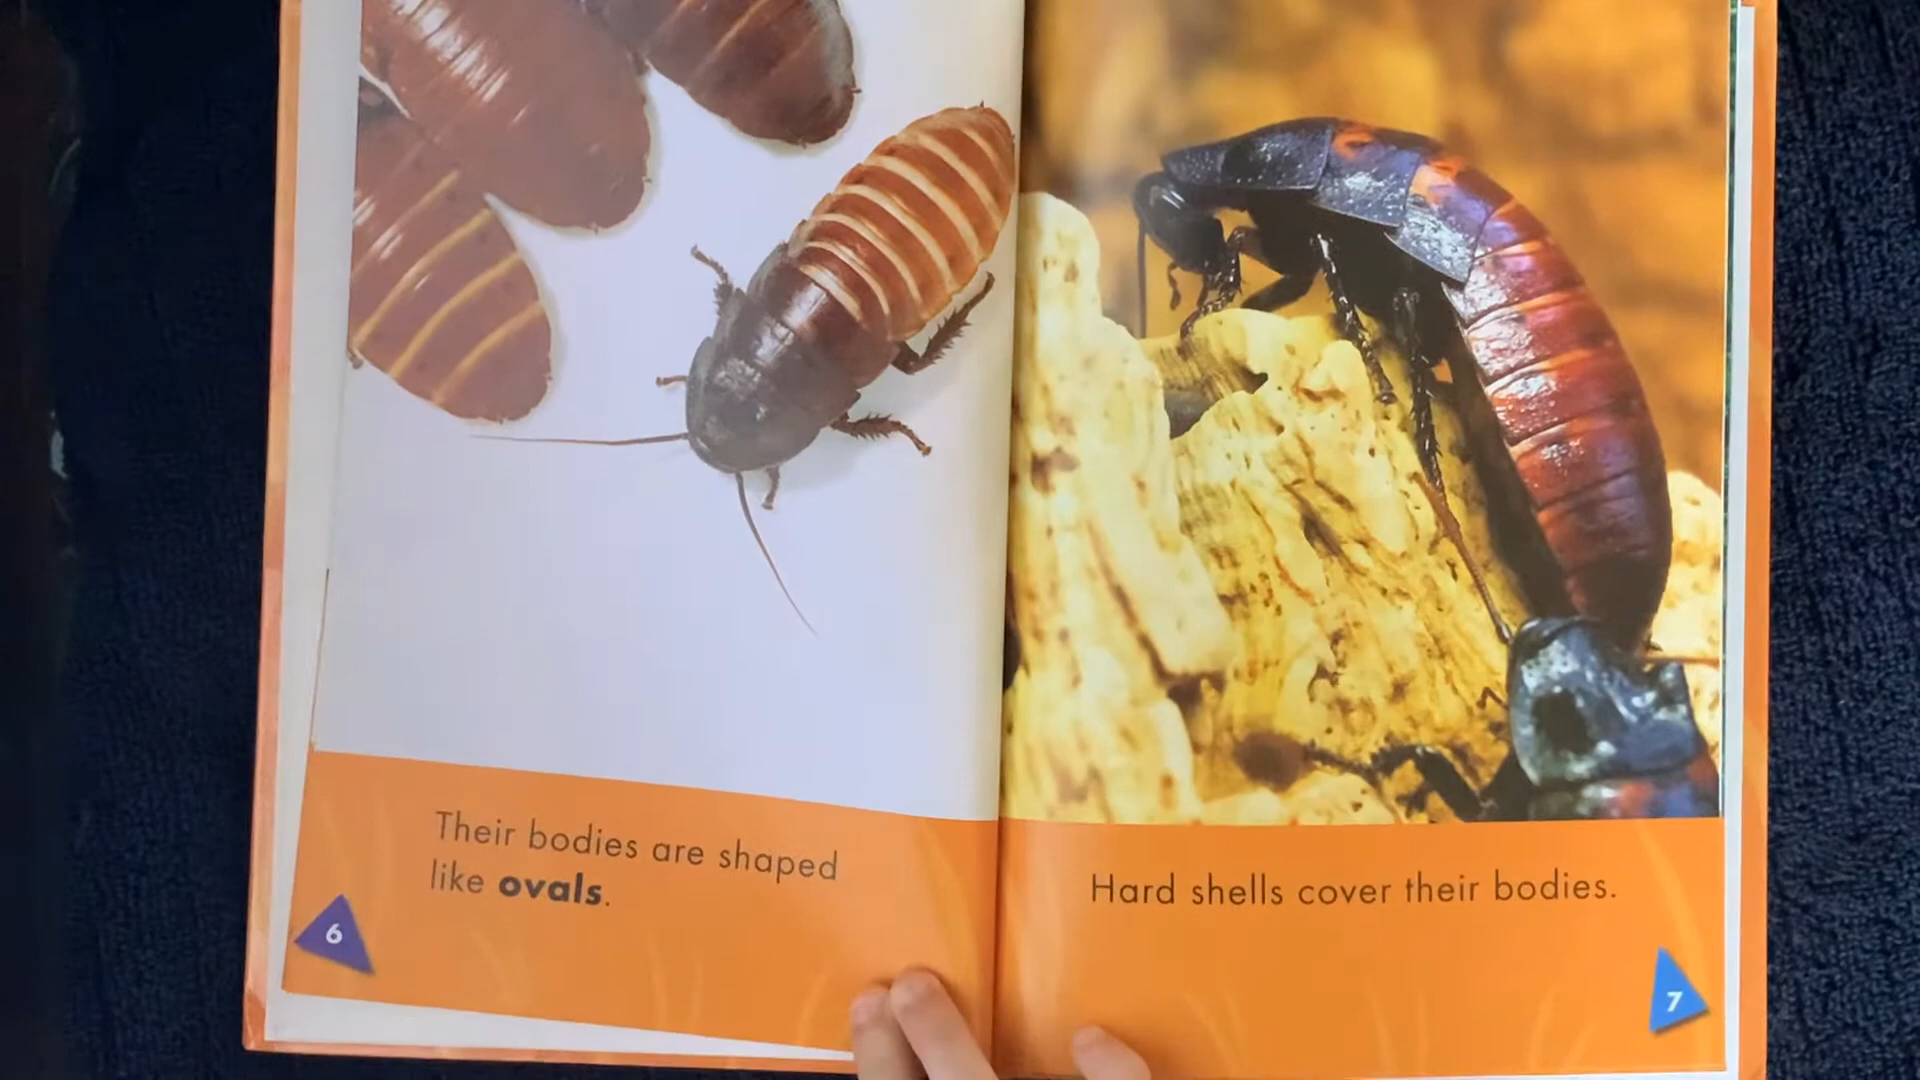 Their bodies are shaped
like ovals.
6
Hard shells cover their bodies.
7